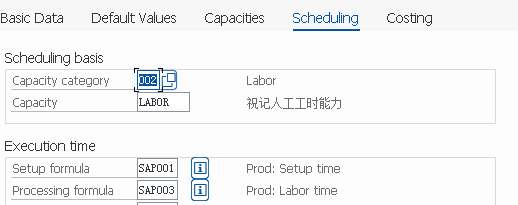 Basic Data Default Values Capacities Scheduling Costing
Scheduling basis
Capacity category 002 Labor
Capacity LABOR 祝记人工工时能力
Execution time
Setup formula SAP001 Prod: Setup time
Processing formula SAP003 Prod: Labor time